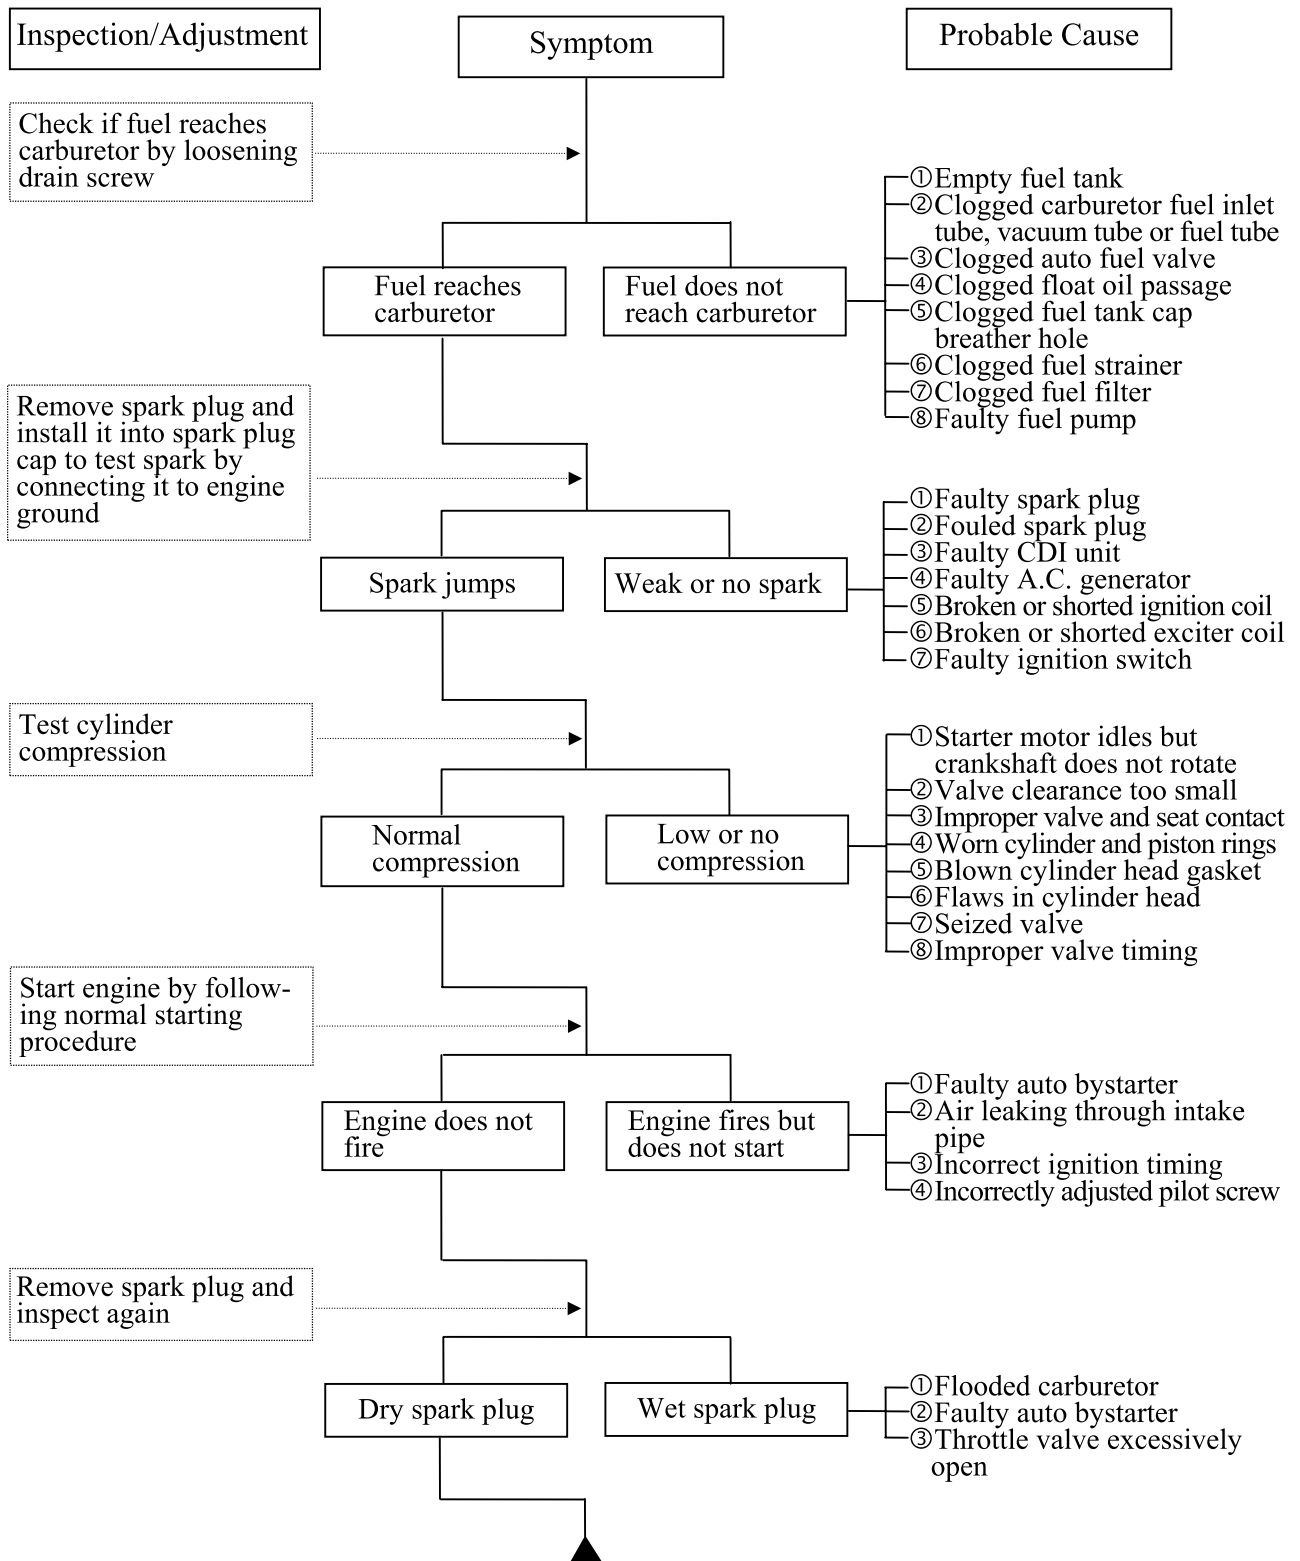 Inspection/Adjustment
Symptom
Probable Cause
Check if fuel reaches
carburetor by loosening
drain screw
Fuel reaches
carburetor
Fuel does not
reach carburetor
①Empty fuel tank
②Clogged carburetor fuel inlet
tube, vacuum tube or fuel tube
③Clogged auto fuel valve
④Clogged float oil passage
⑤Clogged fuel tank cap
breather hole
⑥Clogged fuel strainer
⑦Clogged fuel filter
⑧Faulty fuel pump
Remove spark plug and
install it into spark plug
cap to test spark by
connecting it to engine
ground
Spark jumps
Weak or no spark
①Faulty spark plug
②Fouled spark plug
③Faulty CDI unit
④Faulty A.C. generator
⑤Broken or shorted ignition coil
⑥Broken or shorted exciter coil
⑦Faulty ignition switch
Test cylinder
compression
Normal
compression
Low or no
compression
①Starter motor idles but
crankshaft does not rotate
②Valve clearance too small
③Improper valve and seat contact
④Worn cylinder and piston rings
⑤Blown cylinder head gasket
⑥Flaws in cylinder head
⑦Seized valve
⑧Improper valve timing
Start engine by follow-
ing normal starting
procedure
Engine does not
fire
Engine fires but
does not start
①Faulty auto bystarter
②Air leaking through intake
pipe
③Incorrect ignition timing
④Incorrectly adjusted pilot screw
Remove spark plug and
inspect again
Dry spark plug
Wet spark plug
①Flooded carburetor
②Faulty auto bystarter
③Throttle valve excessively
open